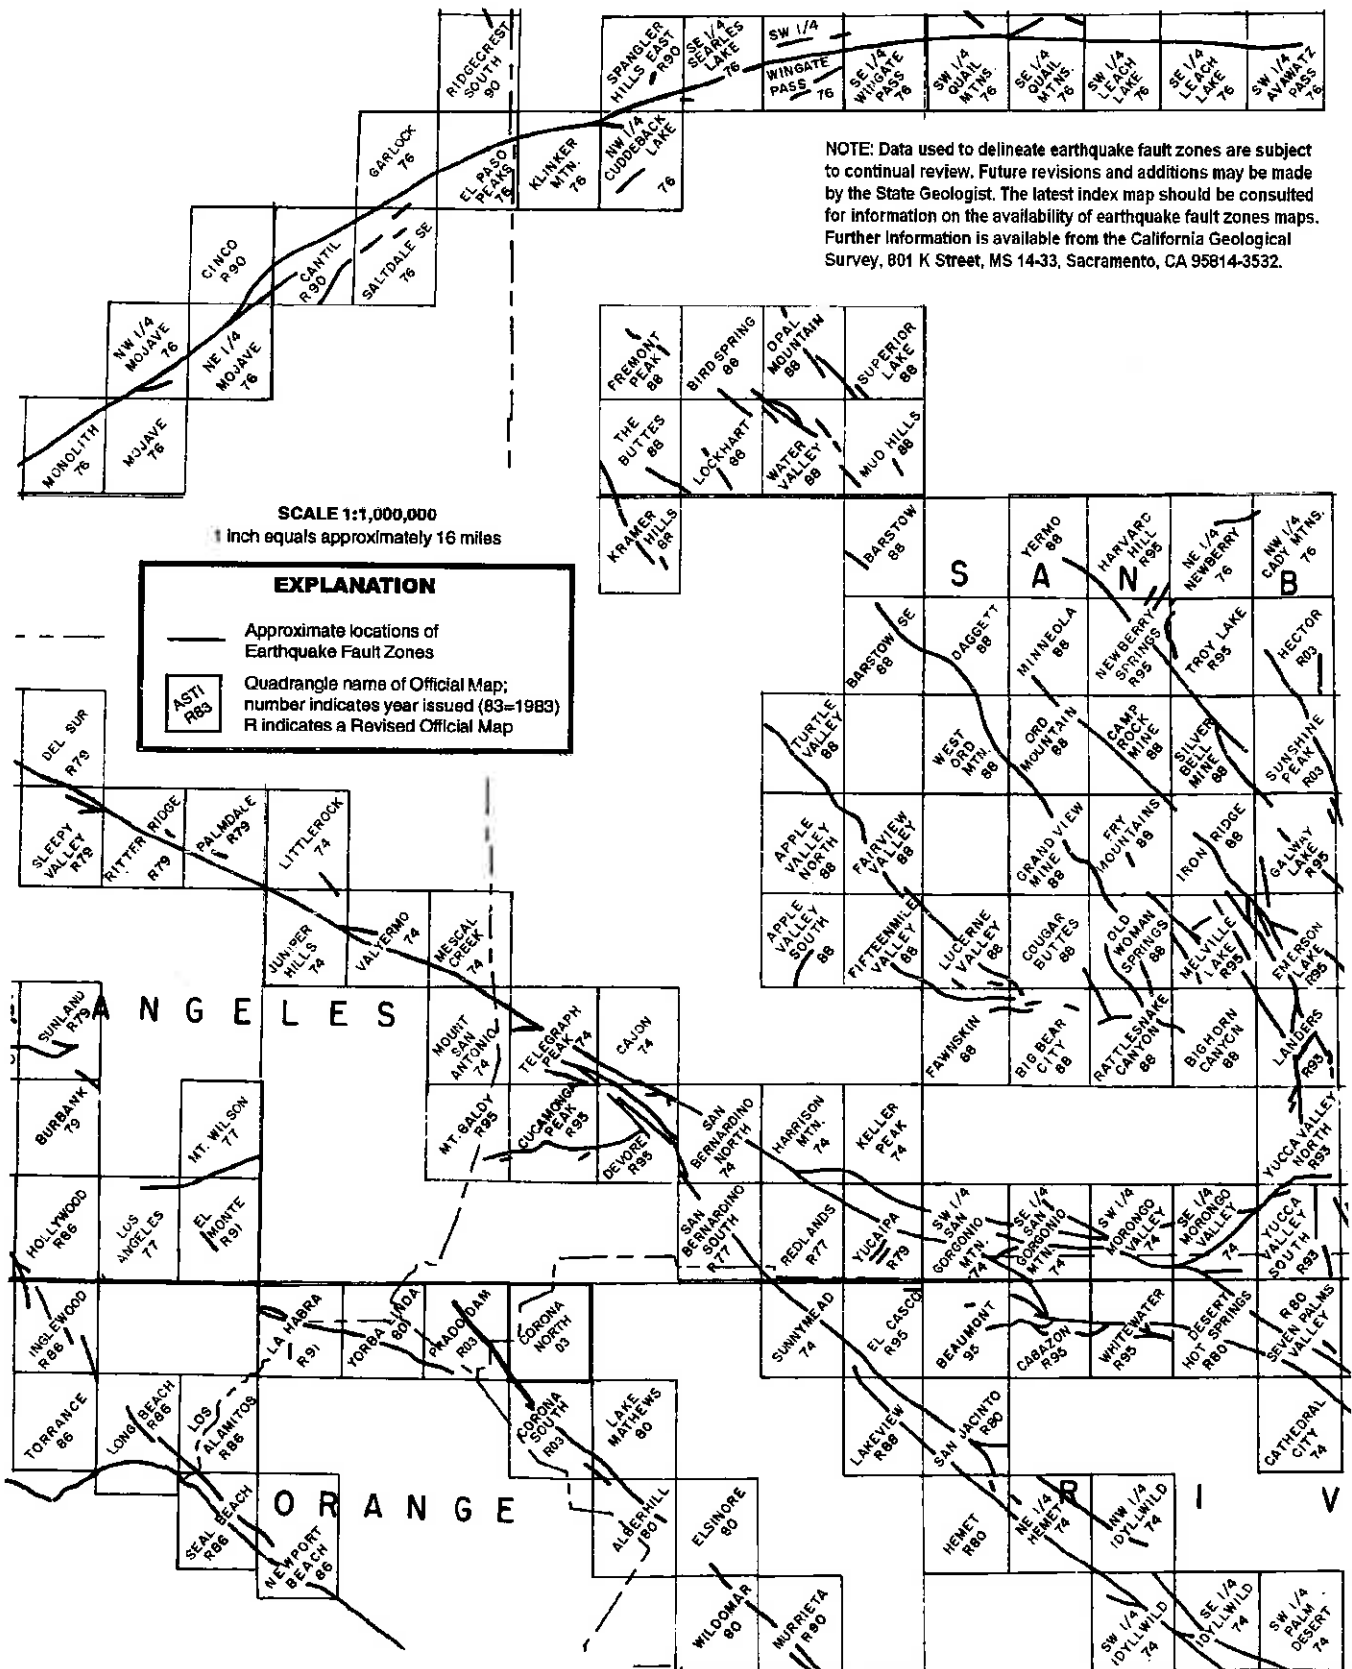 RIDGECREST
SOUTH
90
SPANGLER
HILLS EAST
R90
SE 1/4
SEARLES
LAKE
76
SW 1/4
WINGATE
PASS
76
SE 1/4
WINGATE
PASS
76
SW 1/4
QUAIL
MTNS.
76
SE 1/4
QUAIL
MTNS.
76
SW 1/4
LEACH
LAKE
76
SE 1/4
LEACH
LAKE
76
SW 1/4
AVAWATZ
PASS
76
GARLOCK
76
EL PASO
PEAKS
76
KLINKER
MTN.
76
NW 1/4
CUDDEBACK
LAKE
76
NOTE: Data used to delineate earthquake fault zones are subject
to continual review. Future revisions and additions may be made
by the State Geologist. The latest index map should be consulted
for information on the availability of earthquake fault zones maps.
Further Information is available from the California Geological
Survey, 801 K Street, MS 14-33, Sacramento, CA 95814-3532.
CINCO
R90
CANTIL
R90
SALTDALE SE
76
NW 1/4
MOJAVE
76
NE 1/4
MOJAVE
76
MONOLITH
76
MOJAVE
76
FREMONT
PEAK
88
BIRDSPRING
88
OPAL
MOUNTAIN
88
SUPERIOR
LAKE
88
THE
BUTTES
88
LOCKHART
88
WATER
VALLEY
88
MUD HILLS
88
KRAMER
HILLS
8R
BARSTOW
88
YERMO
88
HARVARD
HILL
R95
NE 1/4
NEWBERRY
76
NW 1/4
CADY MTNS.
76
S A N B
SCALE 1:1,000,000
1 inch equals approximately 16 miles
EXPLANATION
Approximate locations of
Earthquake Fault Zones
ASTI
R83
Quadrangle name of Official Map;
number indicates year issued (83=1983)
R indicates a Revised Official Map
BARSTOW SE
88
DAGGETT
88
MINNEOLA
88
NEWBERRY
SPRINGS
R95
TROY LAKE
R95
HECTOR
R03
DEL SUR
R79
TURTLE
VALLEY
88
WEST
ORD
MTN.
88
ORD
MOUNTAIN
88
CAMP
ROCK
MINE
88
SILVER
BELL
MINE
88
SUNSHINE
PEAK
R03
SLEEPY
VALLEY
R79
RITTER RIDGE
R79
PALMDALE
R79
LITTLEROCK
74
APPLE
VALLEY
NORTH
88
FAIRVIEW
VALLEY
88
GRANDVIEW
MINE
88
FRY
MOUNTAINS
88
IRON RIDGE
88
GALWAY
LAKE
R95
JUNIPER
HILLS
74
VALYERMO
74
MESCAL
CREEK
74
APPLE
VALLEY
SOUTH
88
FIFTEENMILE
VALLEY
88
LUCERNE
VALLEY
88
COUGAR
BUTTES
88
OLD
WOMAN
SPRINGS
88
MELVILLE
LAKE
R95
EMERSON
LAKE
R95
SUNLAND
R79
ANGELES
MOUNT
SAN
ANTONIO
74
TELEGRAPH
PEAK
74
CAJON
74
FAWNSKIN
88
BIG BEAR
CITY
88
RATTLESNAKE
CANYON
88
BIGHORN
CANYON
88
LANDERS
R93
BURBANK
79
MT. WILSON
77
MT. BALDY
R95
CUCAMONGA
PEAK
R95
DEVORE
R95
SAN
BERNARDINO
NORTH
74
HARRISON
MTN.
74
KELLER
PEAK
74
YUCCA VALLEY
NORTH
R93
HOLLYWOOD
R86
LOS
ANGELES
77
EL
MONTE
R91
SAN
BERNARDINO
SOUTH
R77
REDLANDS
R77
YUCAIPA
R79
SW 1/4
SAN
GORGONIO
MTN.
74
SE 1/4
SAN
GORGONIO
MTN.
74
SW 1/4
MORONGO
VALLEY
74
SE 1/4
MORONGO
VALLEY
74
YUCCA
VALLEY
SOUTH
R93
INGLEWOOD
R86
LA HABRA
R91
YORBA LINDA
80
PRADO DAM
R03
CORONA
NORTH
03
SUNNYMEAD
74
EL CASCO
R95
BEAUMONT
95
CABAZON
R95
WHITEWATER
R95
DESERT
HOT SPRINGS
R80
R80
SEVEN PALMS
VALLEY
TORRANCE
86
LONG BEACH
R86
LOS
ALAMITOS
R86
CORONA
SOUTH
R03
LAKE
MATHEWS
80
LAKEVIEW
R88
SAN JACINTO
R80
CATHEDRAL
CITY
74
SEAL BEACH
R86
NEWPORT
BEACH
86
ORANGE
ALBERHILL
80
ELSINORE
80
HEMET
R80
NE 1/4
HEMET
74
NW 1/4
IDYLLWILD
74
R I V
WILDOMAR
80
MURRIETA
R90
SW 1/4
IDYLLWILD
74
SE 1/4
IDYLLWILD
74
SW 1/4
PALM
DESERT
74